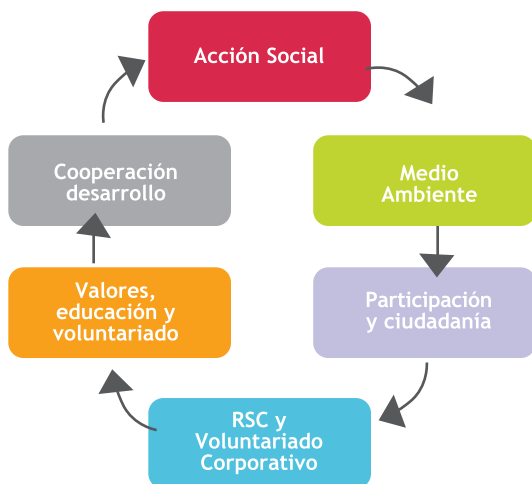 Acción Social
Medio
Ambiente
Participación
y ciudadanía
RSC y
Voluntariado
Corporativo
Valores,
educación y
voluntariado
Cooperación
desarrollo